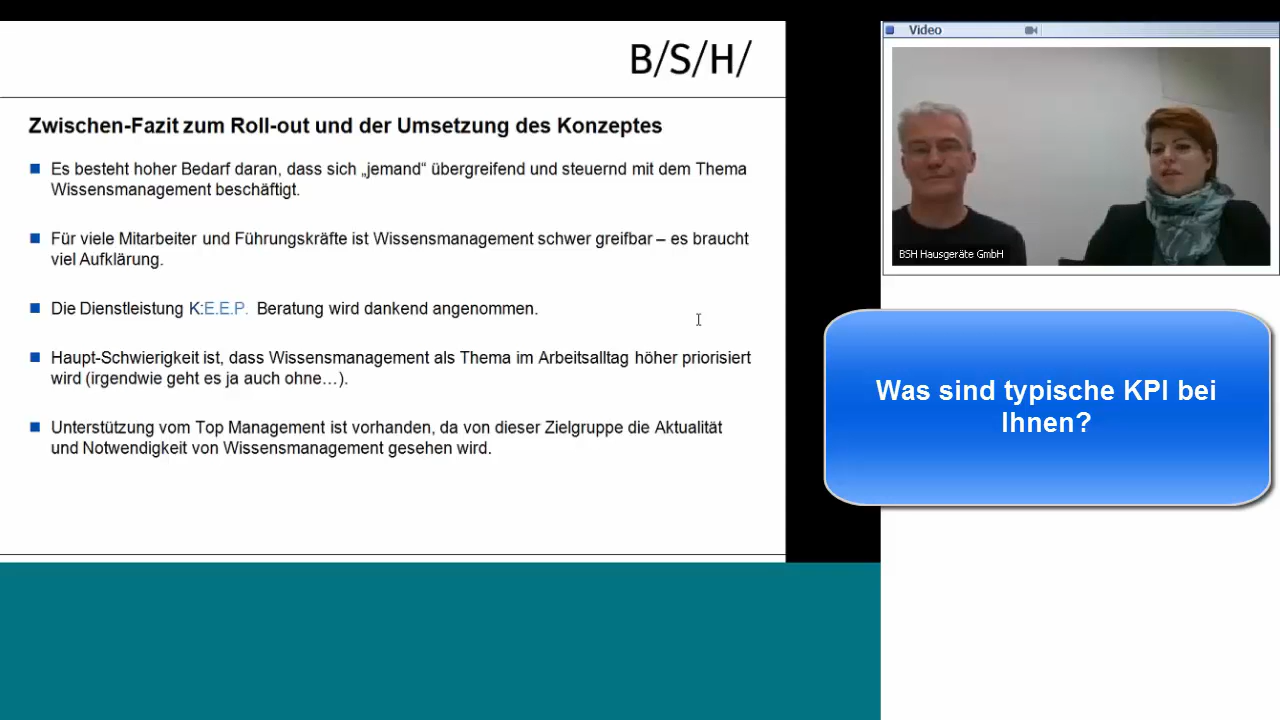 B/S/H/
Zwischen-Fazit zum Roll-out und der Umsetzung des Konzeptes
Es besteht hoher Bedarf daran, dass sich „jemand“ übergreifend und steuernd mit dem Thema
Wissensmanagement beschäftigt.
Für viele Mitarbeiter und Führungskräfte ist Wissensmanagement schwer greifbar – es braucht
viel Aufklärung.
Die Dienstleistung K:E.E.P. Beratung wird dankend angenommen.
Haupt-Schwierigkeit ist, dass Wissensmanagement als Thema im Arbeitsalltag höher priorisiert
wird (irgendwie geht es ja auch ohne…).
Unterstützung vom Top Management ist vorhanden, da von dieser Zielgruppe die Aktualität
und Notwendigkeit von Wissensmanagement gesehen wird.
Video
BSH Hausgeräte GmbH
Was sind typische KPI bei
Ihnen?